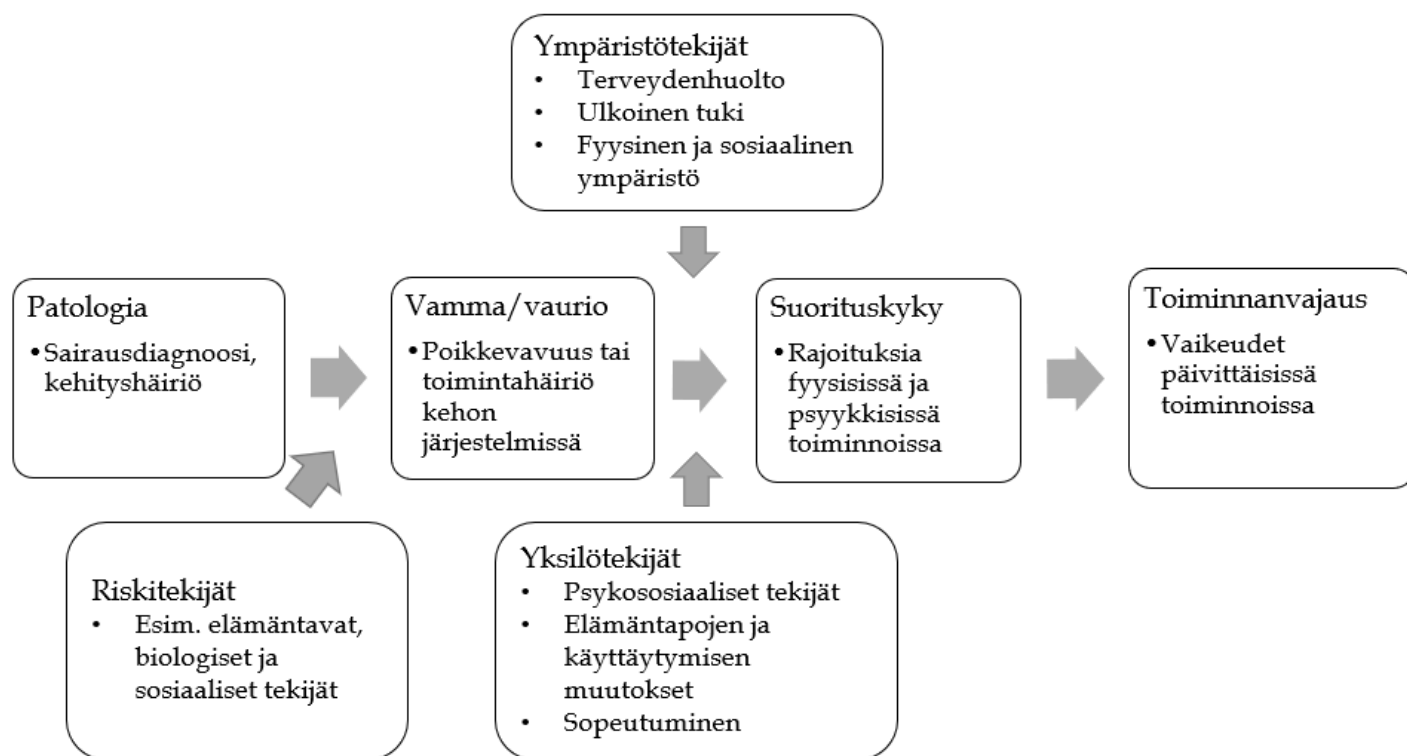 Ympäristötekijät
• Terveydenhuolto
• Ulkoinen tuki
• Fyysinen ja sosiaalinen
ympäristö
Patologia
•Sairausdiagnoosi,
kehityshäiriö
Vamma/vaurio
•Poikkevavuus tai
toimintahäiriö
kehon
järjestelmissä
Suorituskyky
•Rajoituksia
fyysisissä ja
psyykkisissä
toiminnoissa
Toiminnanvajaus
•Vaikeudet
päivittäisissä
toiminnoissa
Riskitekijät
• Esim. elämäntavat,
biologiset ja
sosiaaliset tekijät
Yksilötekijät
• Psykososiaaliset tekijät
• Elämäntapojen ja
käyttäytymisen
muutokset
• Sopeutuminen